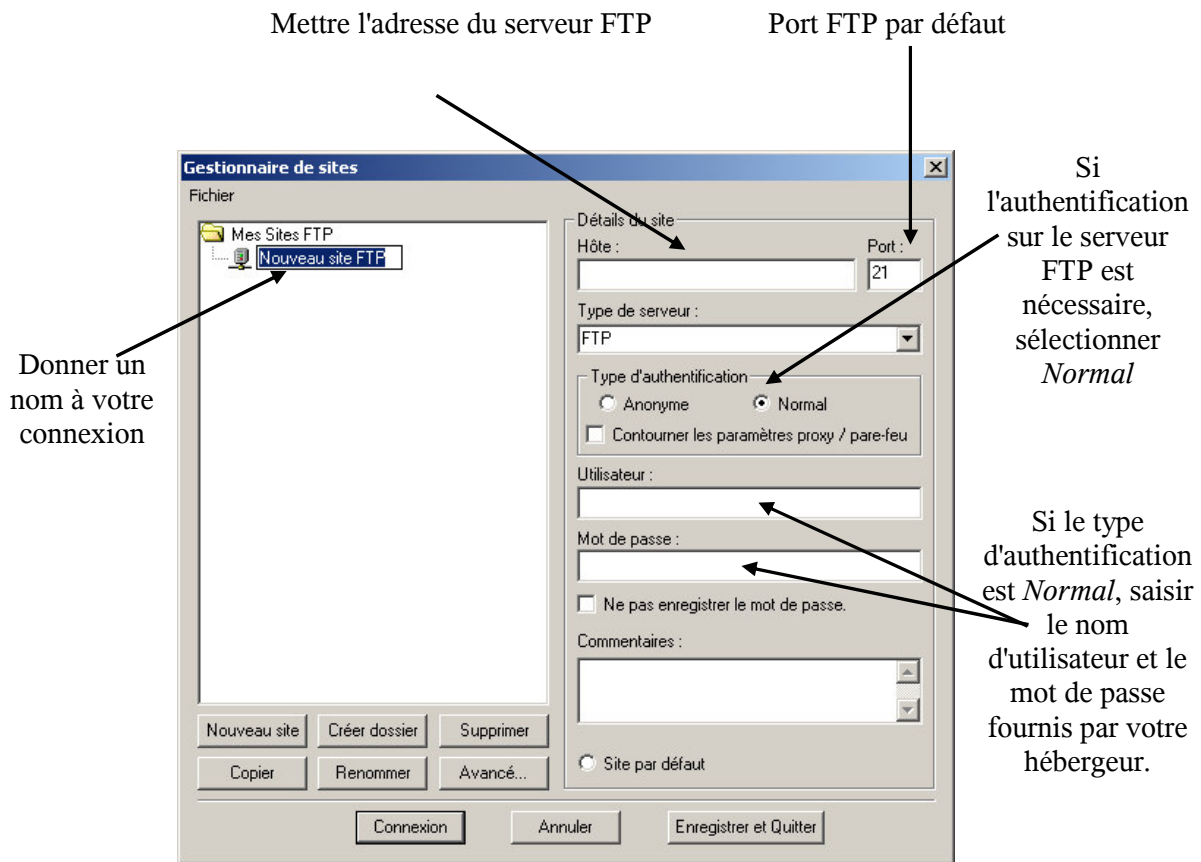 Mettre l'adresse du serveur FTP
Port FTP par défaut
Gestionnaire de sites
Fichier
Mes Sites FTP
Nouveau site FTP
Donner un
nom à votre
connexion
Détails du site
Hôte :
Port :
21
Type de serveur :
FTP
Type d'authentification
Anonyme
Normal
Contourner les paramètres proxy / pare-feu
Utilisateur :
Mot de passe :
Ne pas enregistrer le mot de passe.
Commentaires :
Site par défaut
Si
l'authentification
sur le serveur
FTP est
nécessaire,
sélectionner
Normal
Si le type
d'authentification
est Normal, saisir
le nom
d'utilisateur et le
mot de passe
fournis par votre
hébergeur.
Nouveau site
Créer dossier
Supprimer
Copier
Renommer
Avancé...
Connexion
Annuler
Enregistrer et Quitter